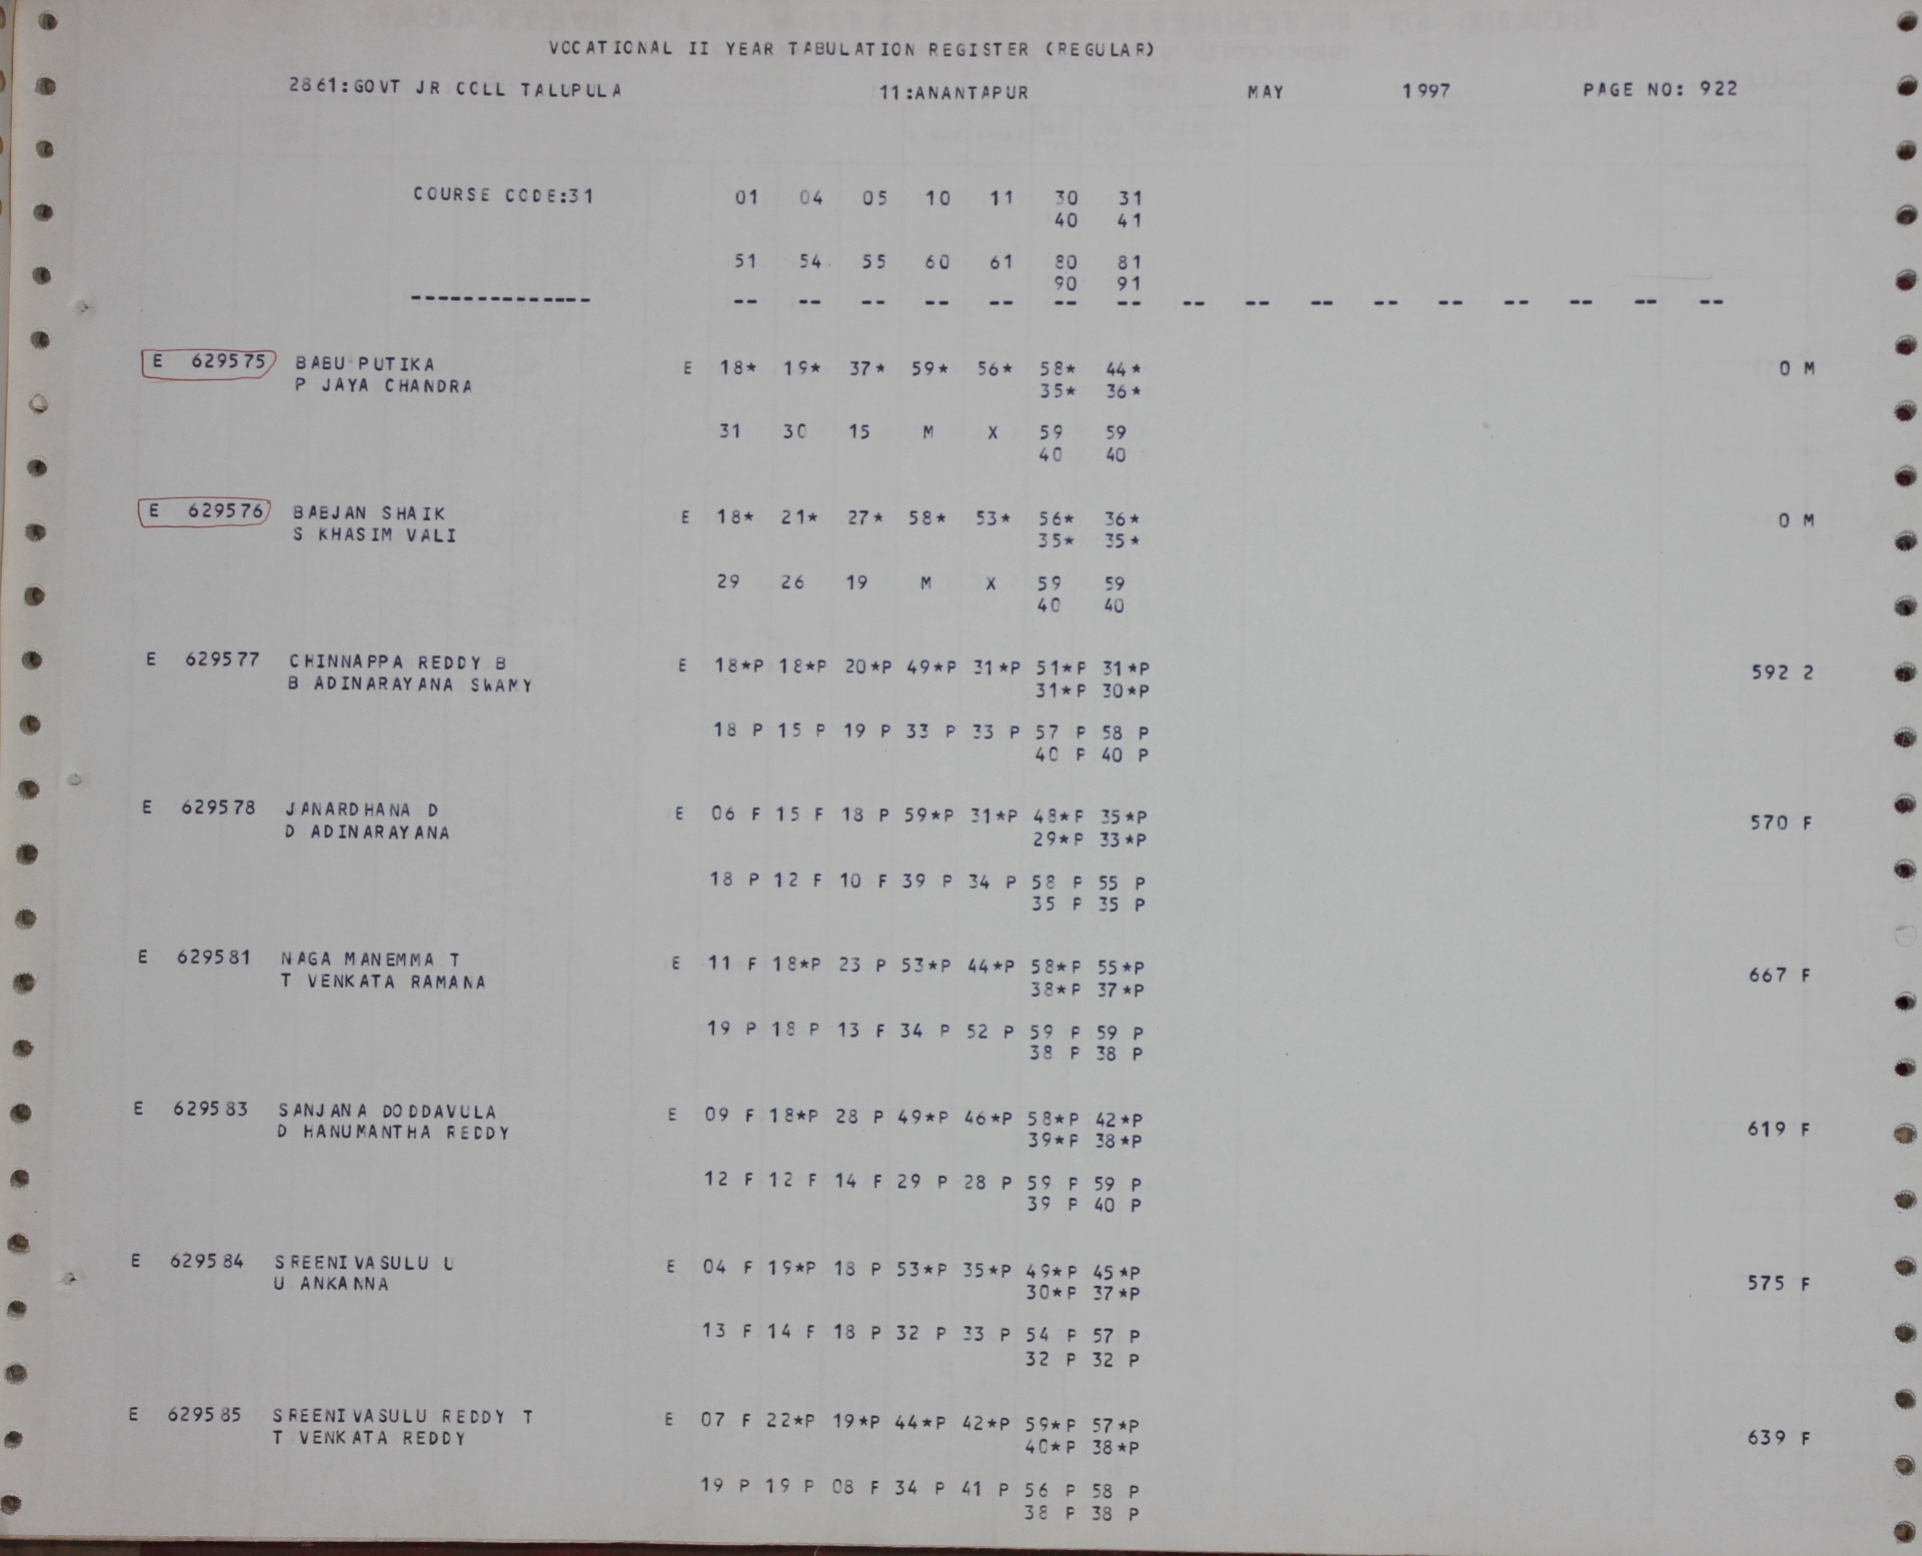 VOCATIONAL II YEAR TABULATION REGISTER (REGULAR)
2861:GOVT JR COLL TALUPULA 11:ANANTAPUR MAY 1997 PAGE NO: 922
COURSE CODE:31 01 04 05 10 11 30 31
40 41
51 54 55 60 61 80 81
90 91
-------------- -- -- -- -- -- -- -- -- -- -- -- -- -- -- -- --
E 629575 BABU PUTIKA E 18* 19* 37* 59* 56* 58* 44* 0 M
P JAYA CHANDRA 35* 36*
31 30 15 M X 59 59
40 40
E 629576 BABJAN SHAIK E 18* 21* 27* 58* 53* 56* 36* 0 M
S KHASIM VALI 35* 35*
29 26 19 M X 59 59
40 40
E 629577 CHINNAPPA REDDY B E 18*P 18*P 20*P 49*P 31*P 51*P 31*P 592 2
B ADINARAYANA SWAMY 31*P 30*P
18 P 15 P 19 P 33 P 33 P 57 P 58 P
40 P 40 P
E 629578 JANARDHANA D E 06 F 15 F 18 P 59*P 31*P 48*P 35*P 570 F
D ADINARAYANA 29*P 33*P
18 P 12 F 10 F 39 P 34 P 58 P 55 P
35 P 35 P
E 629581 NAGA MANEMMA T E 11 F 18*P 23 P 53*P 44*P 58*P 55*P 667 F
T VENKATA RAMANA 38*P 37*P
19 P 18 P 13 F 34 P 52 P 59 P 59 P
38 P 38 P
E 629583 SANJANA DODDAVULA E 09 F 18*P 28 P 49*P 46*P 58*P 42*P 619 F
D HANUMANTHA REDDY 39*P 38*P
12 F 12 F 14 F 29 P 28 P 59 P 59 P
39 P 40 P
E 629584 SREENIVASULU U E 04 F 19*P 18 P 53*P 35*P 49*P 45*P 575 F
U ANKANNA 30*P 37*P
13 F 14 F 18 P 32 P 33 P 54 P 57 P
32 P 32 P
E 629585 SREENIVASULU REDDY T E 07 F 22*P 19*P 44*P 42*P 59*P 57*P 639 F
T VENKATA REDDY 40*P 38*P
19 P 19 P 08 F 34 P 41 P 56 P 58 P
38 P 38 P